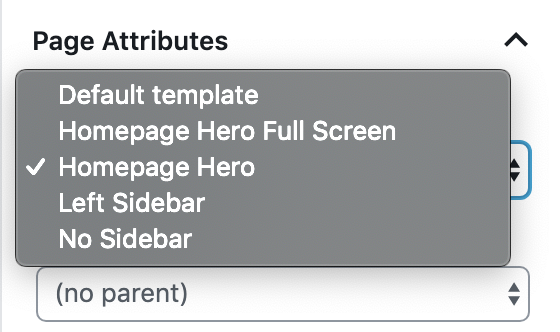 Page Attributes
Default template
Homepage Hero Full Screen
Homepage Hero
Left Sidebar
No Sidebar
(no parent)